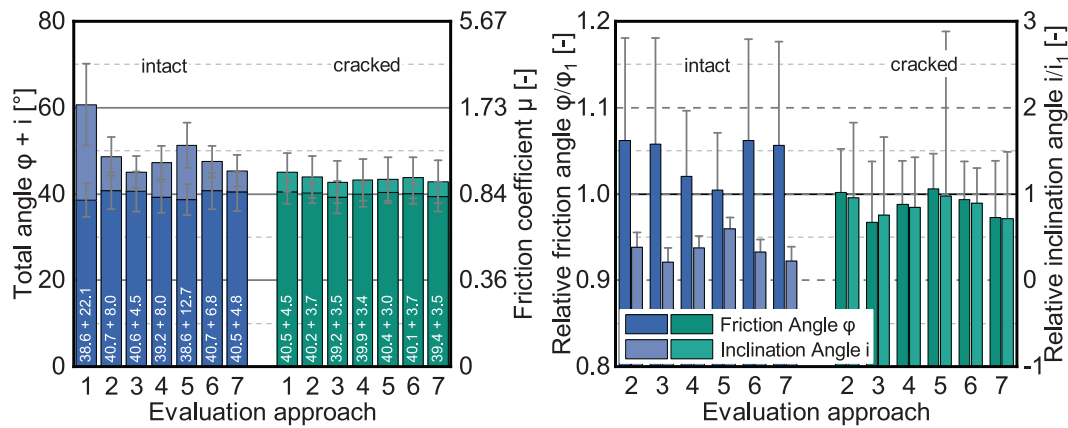 80
60
40
20
0
Total angle φ + i [°]
5.67
1.73
0.84
0.36
0
Friction coefficient μ [-]
intact
cracked
38.6 + 22.1
40.7 + 8.0
40.6 + 4.5
39.2 + 8.0
38.6 + 12.7
40.7 + 6.8
40.5 + 4.8
40.5 + 4.5
40.2 + 3.7
39.2 + 3.5
39.9 + 3.4
40.4 + 3.0
40.1 + 3.7
39.4 + 3.5
1 2 3 4 5 6 7 1 2 3 4 5 6 7
Evaluation approach
1.2
1.1
1.0
0.9
0.8
Relative friction angle φ/φ₁ [-]
3
2
1
0
-1
Relative inclination angle i/i₁ [-]
intact
cracked
Friction Angle φ
Inclination Angle i
2 3 4 5 6 7 2 3 4 5 6 7
Evaluation approach